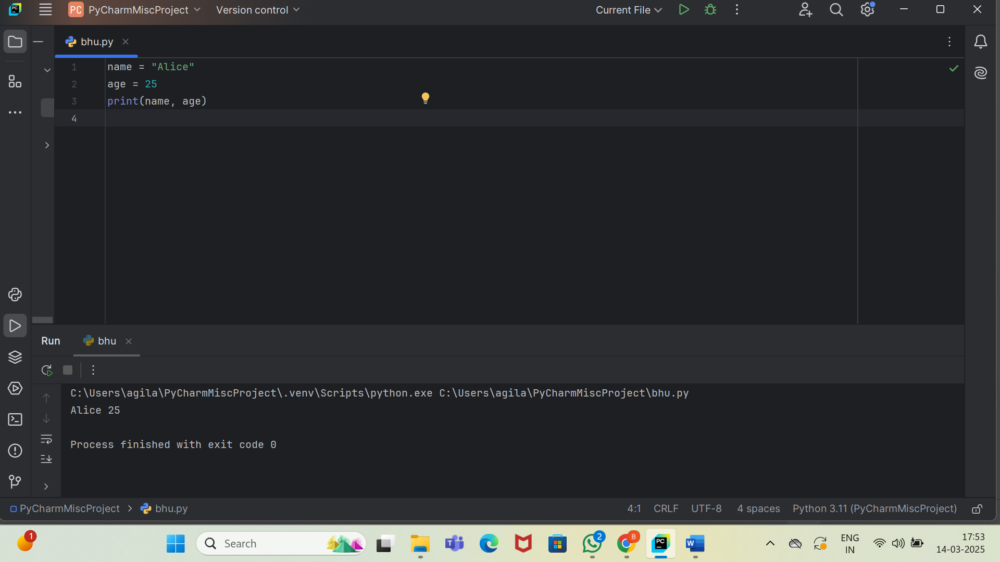 PC PyCharmMiscProject Version control Current File
bhu.py
1 name = "Alice"
2 age = 25
3 print(name, age)
4
Run bhu
C:\Users\agila\PyCharmMiscProject\.venv\Scripts\python.exe C:\Users\agila\PyCharmMiscProject\bhu.py
Alice 25
Process finished with exit code 0
PyCharmMiscProject > bhu.py 4:1 CRLF UTF-8 4 spaces Python 3.11 (PyCharmMiscProject)
1 Search 2 B PC W ENG 17:53
IN 14-03-2025